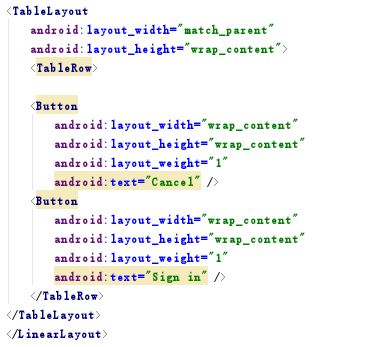 <TableLayout
android:layout_width="match_parent"
android:layout_height="wrap_content">
<TableRow>
<Button
android:layout_width="wrap_content"
android:layout_height="wrap_content"
android:layout_weight="1"
android:text="Cancel" />
<Button
android:layout_width="wrap_content"
android:layout_height="wrap_content"
android:layout_weight="1"
android:text="Sign in" />
</TableRow>
</TableLayout>
</LinearLayout>